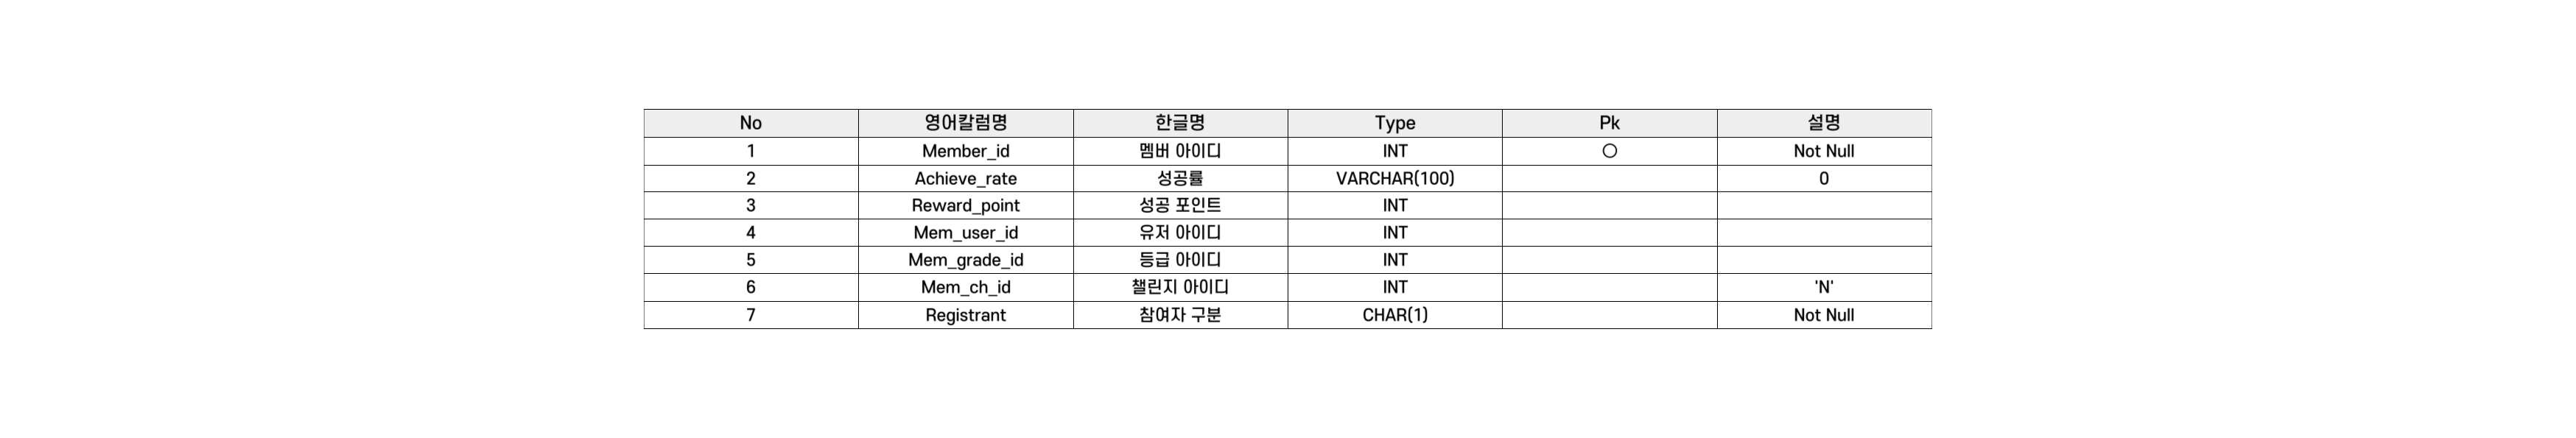 No 영어칼럼명 한글명 Type Pk 설명
1 Member_id 멤버 아이디 INT ○ Not Null
2 Achieve_rate 성공률 VARCHAR(100) 0
3 Reward_point 성공 포인트 INT
4 Mem_user_id 유저 아이디 INT
5 Mem_grade_id 등급 아이디 INT
6 Mem_ch_id 챌린지 아이디 INT 'N'
7 Registrant 참여자 구분 CHAR(1) Not Null